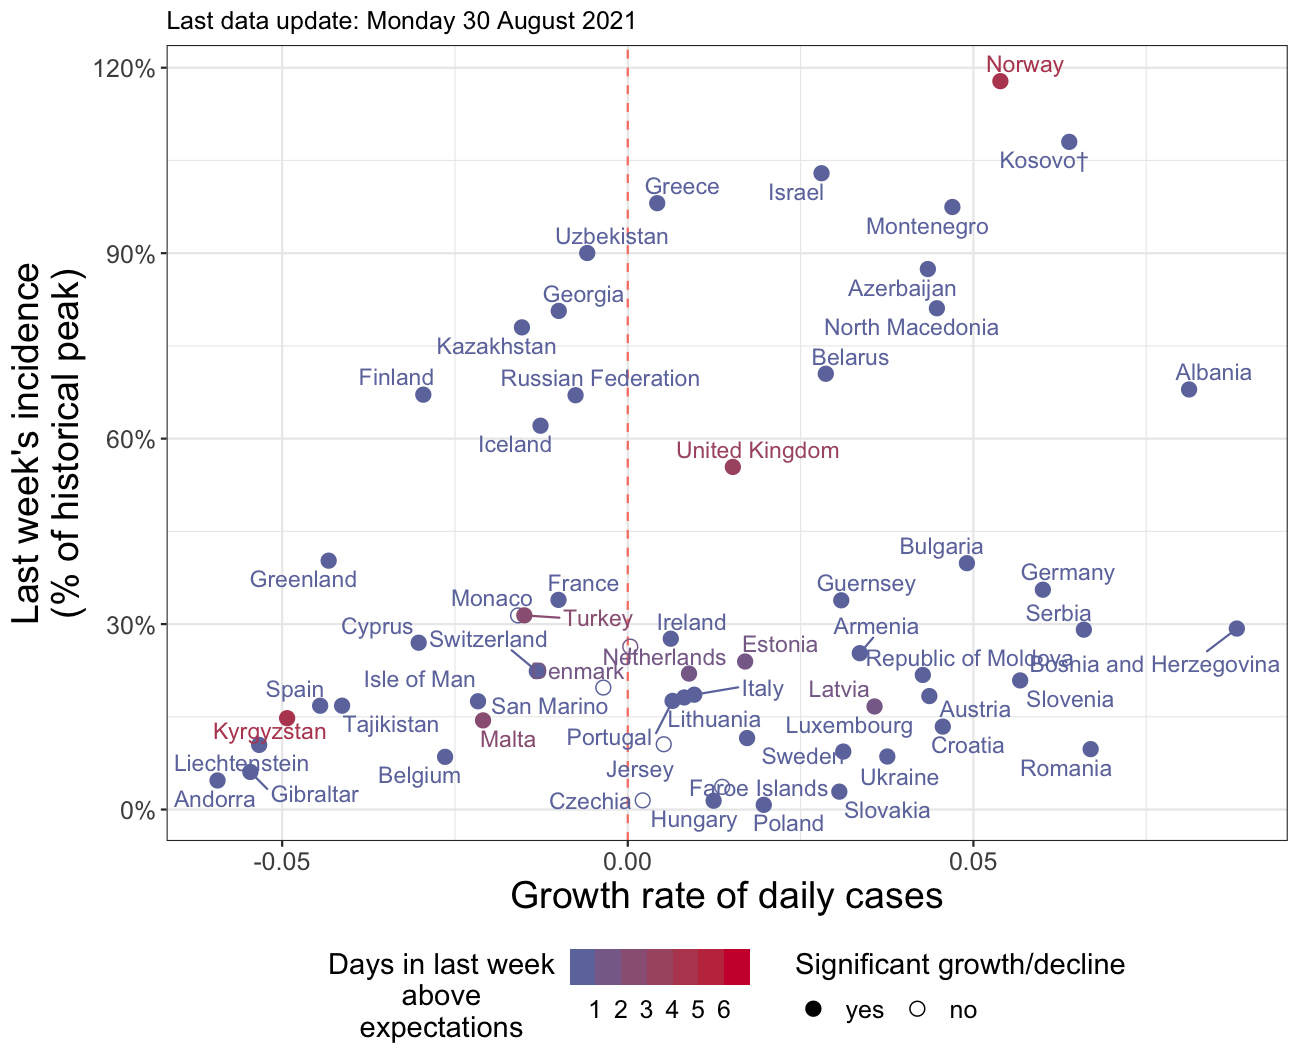 Last data update: Monday 30 August 2021
120%
90%
60%
30%
0%
Last week's incidence
(% of historical peak)
Norway
Kosovo†
Israel
Greece
Montenegro
Uzbekistan
Azerbaijan
Georgia
North Macedonia
Kazakhstan
Belarus
Finland
Russian Federation
Albania
Iceland
United Kingdom
Bulgaria
Greenland
France
Guernsey
Germany
Monaco
Turkey
Ireland
Armenia
Serbia
Cyprus
Switzerland
Estonia
Netherlands
Republic of Moldova
Bosnia and Herzegovina
Denmark
Isle of Man
Spain
Italy
Latvia
Slovenia
San Marino
Austria
Kyrgyzstan
Tajikistan
Lithuania
Luxembourg
Malta
Portugal
Croatia
Liechtenstein
Sweden
Jersey
Romania
Belgium
Ukraine
Andorra
Gibraltar
Czechia
Faroe Islands
Hungary
Poland
Slovakia
-0.05
0.00
0.05
Growth rate of daily cases
Days in last week
above
expectations
1 2 3 4 5 6
Significant growth/decline
yes
no